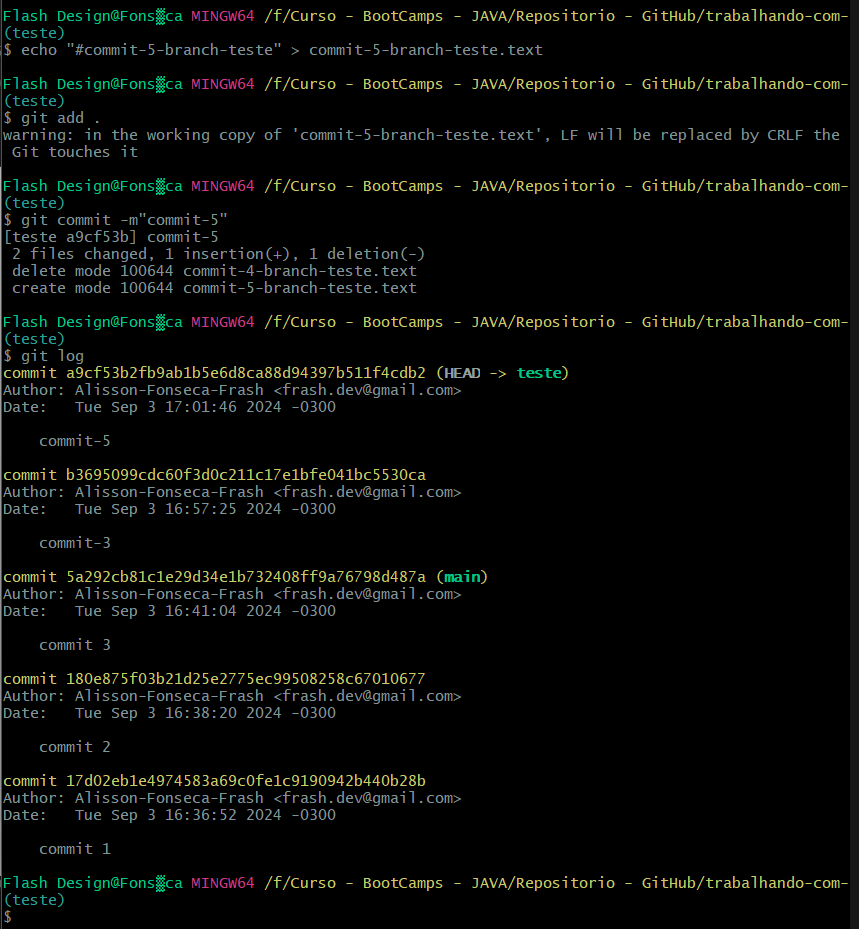 Flash Design@Fons▒ca MINGW64 /f/Curso - BootCamps - JAVA/Repositorio - GitHub/trabalhando-com-
(teste)
$ echo "#commit-5-branch-teste" > commit-5-branch-teste.text
Flash Design@Fons▒ca MINGW64 /f/Curso - BootCamps - JAVA/Repositorio - GitHub/trabalhando-com-
(teste)
$ git add .
warning: in the working copy of 'commit-5-branch-teste.text', LF will be replaced by CRLF the
 Git touches it
Flash Design@Fons▒ca MINGW64 /f/Curso - BootCamps - JAVA/Repositorio - GitHub/trabalhando-com-
(teste)
$ git commit -m"commit-5"
[teste a9cf53b] commit-5
 2 files changed, 1 insertion(+), 1 deletion(-)
 delete mode 100644 commit-4-branch-teste.text
 create mode 100644 commit-5-branch-teste.text
Flash Design@Fons▒ca MINGW64 /f/Curso - BootCamps - JAVA/Repositorio - GitHub/trabalhando-com-
(teste)
$ git log
commit a9cf53b2fb9ab1b5e6d8ca88d94397b511f4cdb2 (HEAD -> teste)
Author: Alisson-Fonseca-Frash <frash.dev@gmail.com>
Date:   Tue Sep 3 17:01:46 2024 -0300
    commit-5
commit b3695099cdc60f3d0c211c17e1bfe041bc5530ca
Author: Alisson-Fonseca-Frash <frash.dev@gmail.com>
Date:   Tue Sep 3 16:57:25 2024 -0300
    commit-3
commit 5a292cb81c1e29d34e1b732408ff9a76798d487a (main)
Author: Alisson-Fonseca-Frash <frash.dev@gmail.com>
Date:   Tue Sep 3 16:41:04 2024 -0300
    commit 3
commit 180e875f03b21d25e2775ec99508258c67010677
Author: Alisson-Fonseca-Frash <frash.dev@gmail.com>
Date:   Tue Sep 3 16:38:20 2024 -0300
    commit 2
commit 17d02eb1e4974583a69c0fe1c9190942b440b28b
Author: Alisson-Fonseca-Frash <frash.dev@gmail.com>
Date:   Tue Sep 3 16:36:52 2024 -0300
    commit 1
Flash Design@Fons▒ca MINGW64 /f/Curso - BootCamps - JAVA/Repositorio - GitHub/trabalhando-com-
(teste)
$